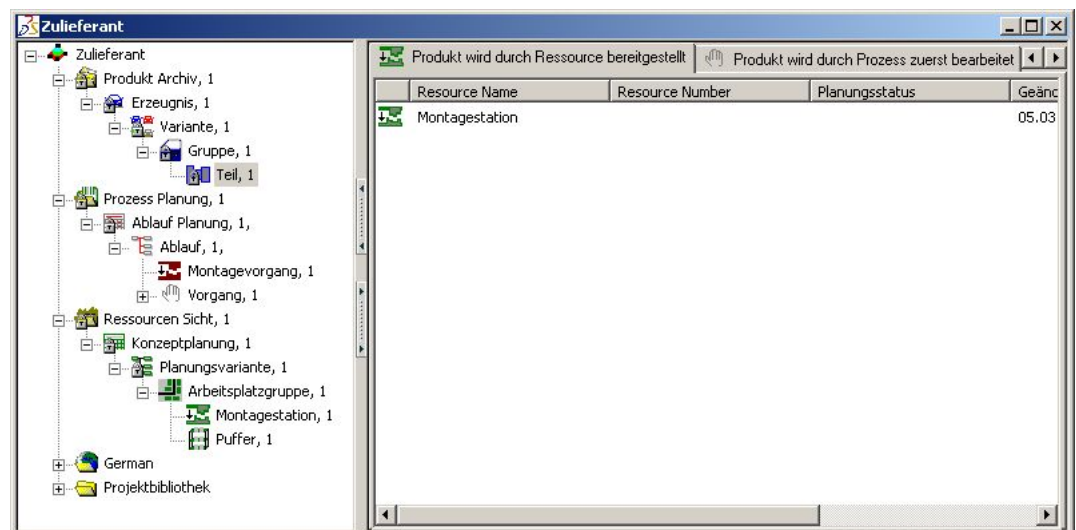 Zulieferant
Zulieferant
Produkt Archiv, 1
Erzeugnis, 1
Variante, 1
Gruppe, 1
Teil, 1
Prozess Planung, 1
Ablauf Planung, 1,
Ablauf, 1,
Montagevorgang, 1
Vorgang, 1
Ressourcen Sicht, 1
Konzeptplanung, 1
Planungsvariante, 1
Arbeitsplatzgruppe, 1
Montagestation, 1
Puffer, 1
German
Projektbibliothek
Produkt wird durch Ressource bereitgestellt Produkt wird durch Prozess zuerst bearbeitet
Resource Name Resource Number Planungsstatus Geänd
Montagestation 05.03